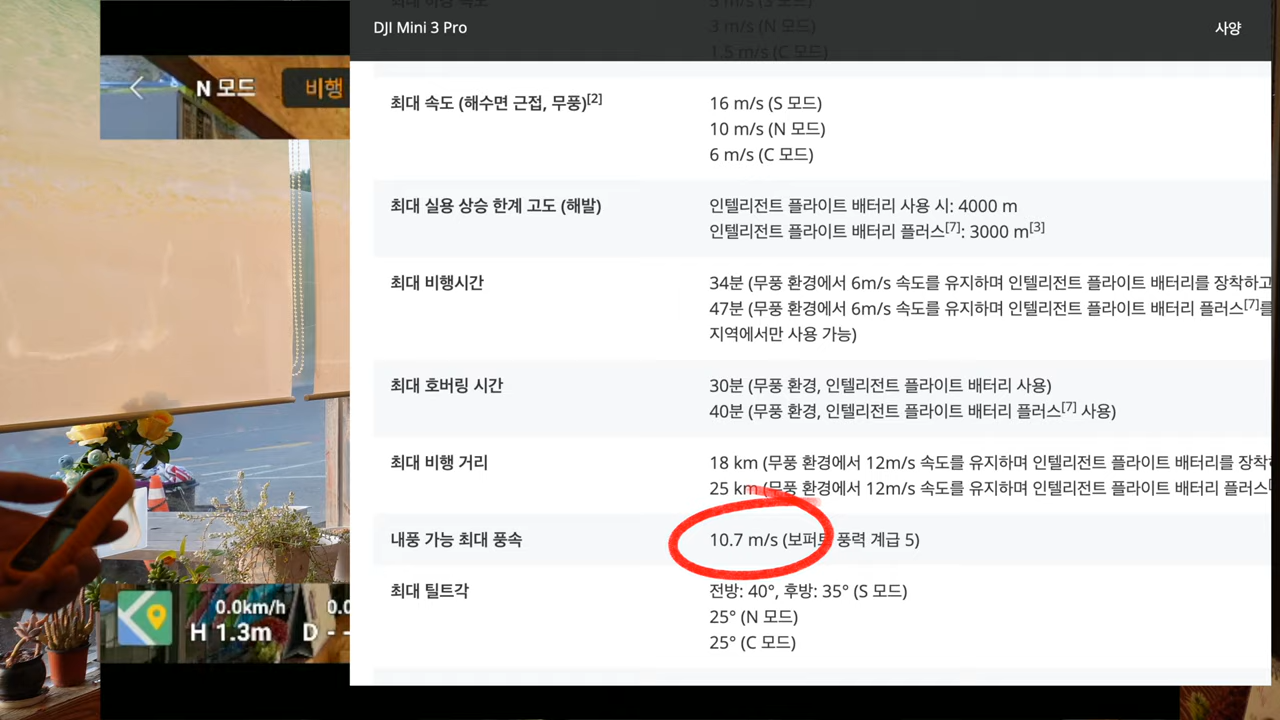 DJI Mini 3 Pro
사양
3 m/s (N 모드)
1.5 m/s (C 모드)
N 모드
비행
최대 속도 (해수면 근접, 무풍)[2]
16 m/s (S 모드)
10 m/s (N 모드)
6 m/s (C 모드)
최대 실용 상승 한계 고도 (해발)
인텔리전트 플라이트 배터리 사용 시: 4000 m
인텔리전트 플라이트 배터리 플러스[7]: 3000 m[3]
최대 비행시간
34분 (무풍 환경에서 6m/s 속도를 유지하며 인텔리전트 플라이트 배터리를 장착하고
47분 (무풍 환경에서 6m/s 속도를 유지하며 인텔리전트 플라이트 배터리 플러스[7]를
지역에서만 사용 가능)
최대 호버링 시간
30분 (무풍 환경, 인텔리전트 플라이트 배터리 사용)
40분 (무풍 환경, 인텔리전트 플라이트 배터리 플러스[7] 사용)
최대 비행 거리
18 km (무풍 환경에서 12m/s 속도를 유지하며 인텔리전트 플라이트 배터리를 장착
25 km (무풍 환경에서 12m/s 속도를 유지하며 인텔리전트 플라이트 배터리 플러스
내풍 가능 최대 풍속
10.7 m/s (보퍼트 풍력 계급 5)
최대 틸트각
전방: 40°, 후방: 35° (S 모드)
25° (N 모드)
25° (C 모드)
0.0km/h
0.0
H 1.3m
D - -